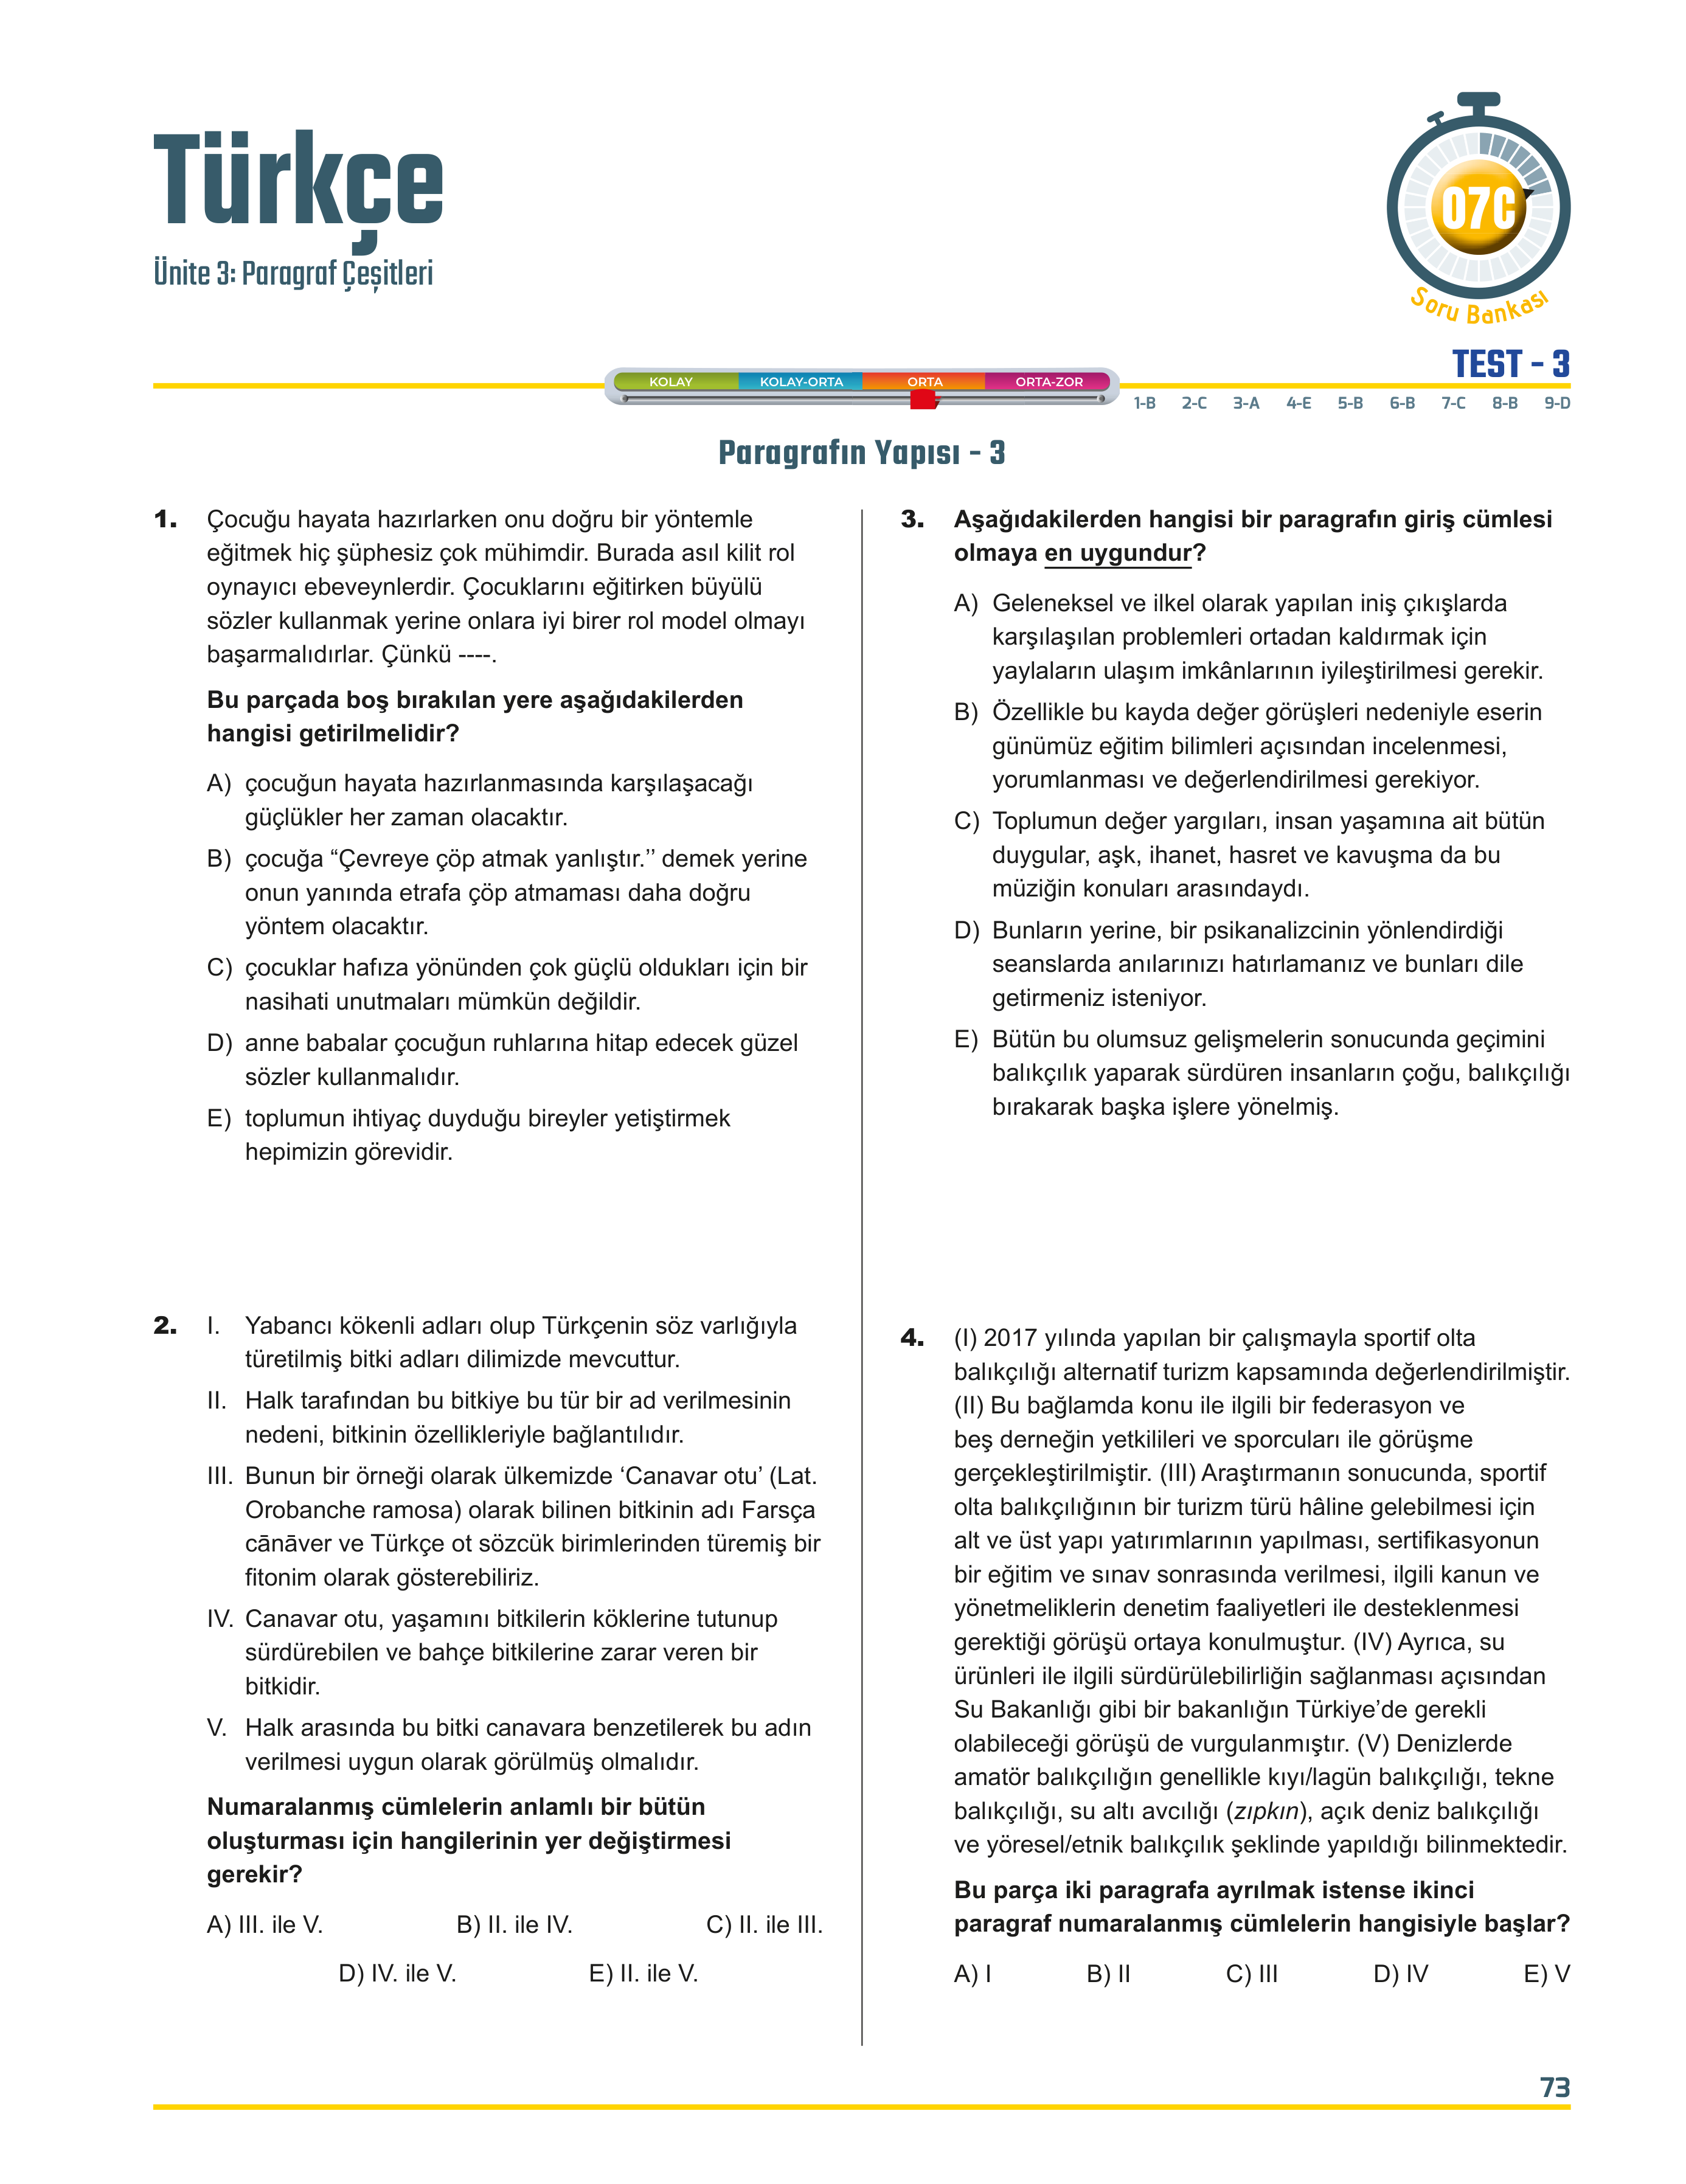 Türkçe
Ünite 3: Paragraf Çeşitleri
07C
Soru Bankası
TEST - 3
KOLAY KOLAY-ORTA ORTA ORTA-ZOR
1-B 2-C 3-A 4-E 5-B 6-B 7-C 8-B 9-D
Paragrafın Yapısı - 3
1. Çocuğu hayata hazırlarken onu doğru bir yöntemle
eğitmek hiç şüphesiz çok mühimdir. Burada asıl kilit rol
oynayıcı ebeveynlerdir. Çocuklarını eğitirken büyülü
sözler kullanmak yerine onlara iyi birer rol model olmayı
başarmalıdırlar. Çünkü ----.
Bu parçada boş bırakılan yere aşağıdakilerden
hangisi getirilmelidir?
A) çocuğun hayata hazırlanmasında karşılaşacağı
güçlükler her zaman olacaktır.
B) çocuğa “Çevreye çöp atmak yanlıştır.’’ demek yerine
onun yanında etrafa çöp atmaması daha doğru
yöntem olacaktır.
C) çocuklar hafıza yönünden çok güçlü oldukları için bir
nasihati unutmaları mümkün değildir.
D) anne babalar çocuğun ruhlarına hitap edecek güzel
sözler kullanmalıdır.
E) toplumun ihtiyaç duyduğu bireyler yetiştirmek
hepimizin görevidir.
2. I. Yabancı kökenli adları olup Türkçenin söz varlığıyla
türetilmiş bitki adları dilimizde mevcuttur.
II. Halk tarafından bu bitkiye bu tür bir ad verilmesinin
nedeni, bitkinin özellikleriyle bağlantılıdır.
III. Bunun bir örneği olarak ülkemizde ‘Canavar otu’ (Lat.
Orobanche ramosa) olarak bilinen bitkinin adı Farsça
cānāver ve Türkçe ot sözcük birimlerinden türemiş bir
fitonim olarak gösterebiliriz.
IV. Canavar otu, yaşamını bitkilerin köklerine tutunup
sürdürebilen ve bahçe bitkilerine zarar veren bir
bitkidir.
V. Halk arasında bu bitki canavara benzetilerek bu adın
verilmesi uygun olarak görülmüş olmalıdır.
Numaralanmış cümlelerin anlamlı bir bütün
oluşturması için hangilerinin yer değiştirmesi
gerekir?
A) III. ile V. B) II. ile IV. C) II. ile III.
D) IV. ile V. E) II. ile V.
3. Aşağıdakilerden hangisi bir paragrafın giriş cümlesi
olmaya en uygundur?
A) Geleneksel ve ilkel olarak yapılan iniş çıkışlarda
karşılaşılan problemleri ortadan kaldırmak için
yaylaların ulaşım imkânlarının iyileştirilmesi gerekir.
B) Özellikle bu kayda değer görüşleri nedeniyle eserin
günümüz eğitim bilimleri açısından incelenmesi,
yorumlanması ve değerlendirilmesi gerekiyor.
C) Toplumun değer yargıları, insan yaşamına ait bütün
duygular, aşk, ihanet, hasret ve kavuşma da bu
müziğin konuları arasındaydı.
D) Bunların yerine, bir psikanalizcinin yönlendirdiği
seanslarda anılarınızı hatırlamanız ve bunları dile
getirmeniz isteniyor.
E) Bütün bu olumsuz gelişmelerin sonucunda geçimini
balıkçılık yaparak sürdüren insanların çoğu, balıkçılığı
bırakarak başka işlere yönelmiş.
4. (I) 2017 yılında yapılan bir çalışmayla sportif olta
balıkçılığı alternatif turizm kapsamında değerlendirilmiştir.
(II) Bu bağlamda konu ile ilgili bir federasyon ve
beş derneğin yetkilileri ve sporcuları ile görüşme
gerçekleştirilmiştir. (III) Araştırmanın sonucunda, sportif
olta balıkçılığının bir turizm türü hâline gelebilmesi için
alt ve üst yapı yatırımlarının yapılması, sertifikasyonun
bir eğitim ve sınav sonrasında verilmesi, ilgili kanun ve
yönetmeliklerin denetim faaliyetleri ile desteklenmesi
gerektiği görüşü ortaya konulmuştur. (IV) Ayrıca, su
ürünleri ile ilgili sürdürülebilirliğin sağlanması açısından
Su Bakanlığı gibi bir bakanlığın Türkiye’de gerekli
olabileceği görüşü de vurgulanmıştır. (V) Denizlerde
amatör balıkçılığın genellikle kıyı/lagün balıkçılığı, tekne
balıkçılığı, su altı avcılığı (zıpkın), açık deniz balıkçılığı
ve yöresel/etnik balıkçılık şeklinde yapıldığı bilinmektedir.
Bu parça iki paragrafa ayrılmak istense ikinci
paragraf numaralanmış cümlelerin hangisiyle başlar?
A) I B) II C) III D) IV E) V
73